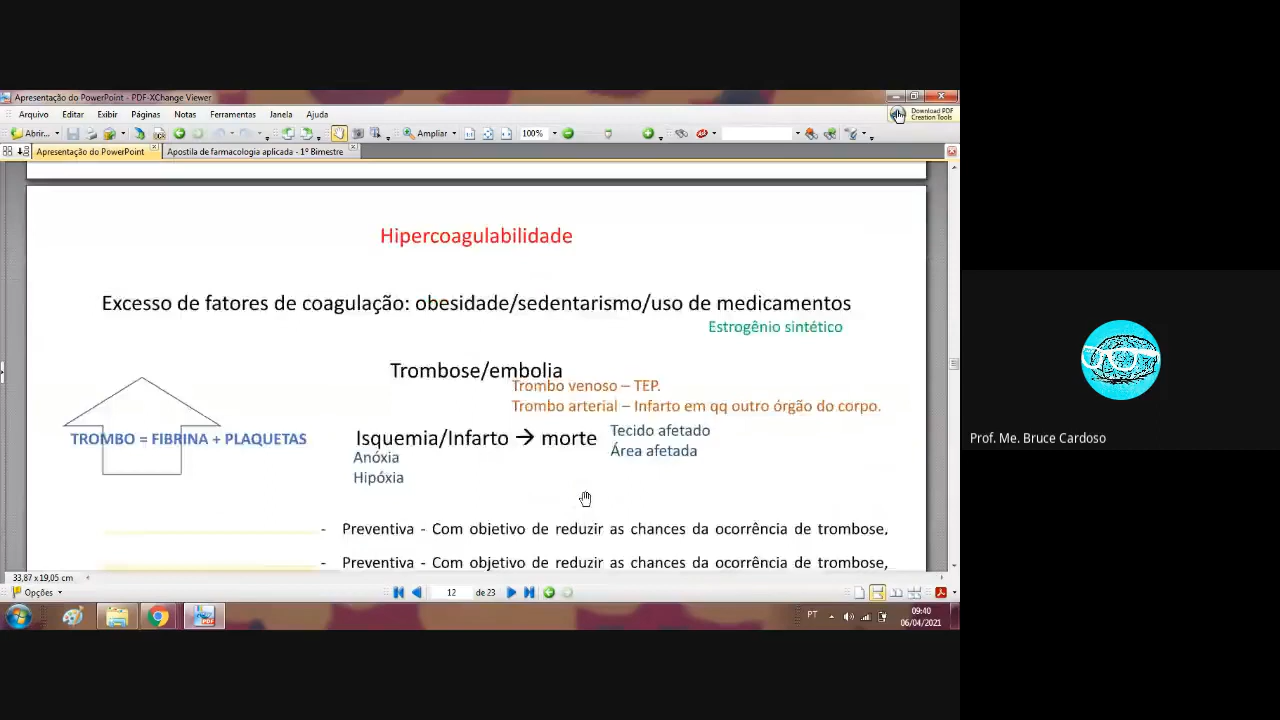 Apresentação do PowerPoint - PDF-XChange Viewer
Arquivo Editar Exibir Páginas Notas Ferramentas Janela Ajuda
Download PDF
Creation Tools
Abrir... Ampliar 100%
Apresentação do PowerPoint Apostila de farmacologia aplicada - 1º Bimestre
Hipercoagulabilidade
Excesso de fatores de coagulação: obesidade/sedentarismo/uso de medicamentos
Estrogênio sintético
Trombose/embolia
Trombo venoso – TEP.
Trombo arterial – Infarto em qq outro órgão do corpo.
TROMBO = FIBRINA + PLAQUETAS
Isquemia/Infarto → morte
Tecido afetado
Área afetada
Anóxia
Hipóxia
- Preventiva - Com objetivo de reduzir as chances da ocorrência de trombose,
- Preventiva - Com objetivo de reduzir as chances da ocorrência de trombose,
33,87 x 19,05 cm
Opções 12 de 23
PT 09:40
06/04/2021
Prof. Me. Bruce Cardoso